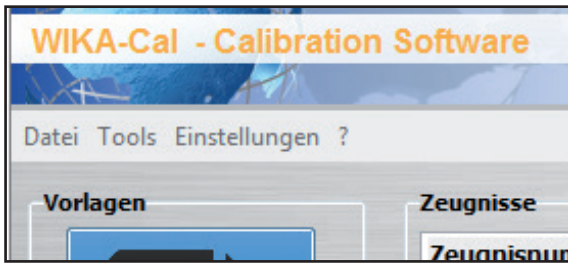 WIKA-Cal - Calibration Software
Datei Tools Einstellungen ?
Vorlagen Zeugnisse